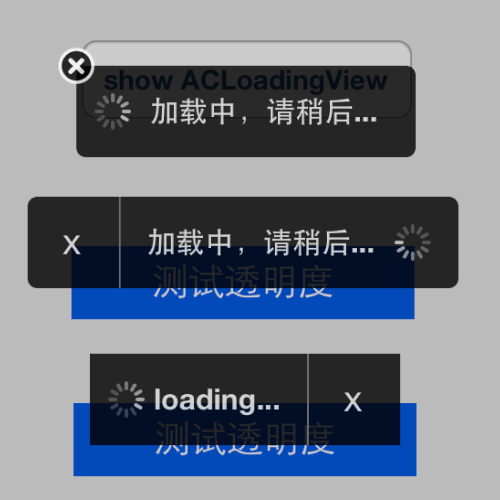 show ACLoadingView
加载中，请稍后...
x 加载中，请稍后...
测试透明度
loading... x
测试透明度